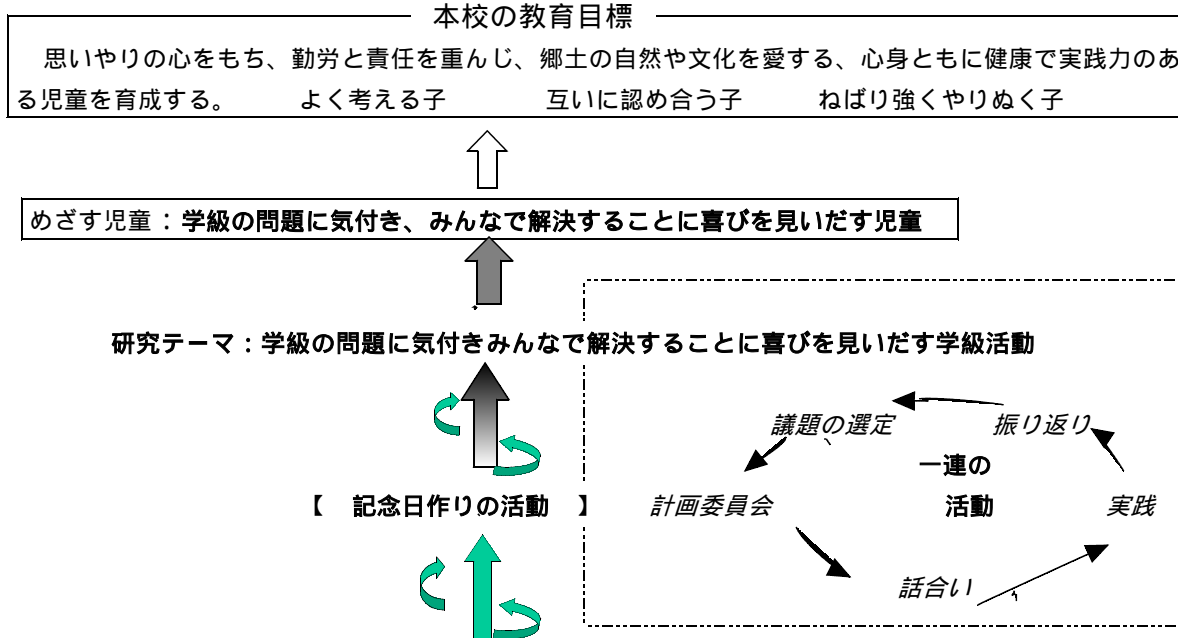 本校の教育目標
思いやりの心をもち、勤労と責任を重んじ、郷土の自然や文化を愛する、心身ともに健康で実践力のあ
る児童を育成する。 よく考える子 互いに認め合う子 ねばり強くやりぬく子
めざす児童：学級の問題に気付き、みんなで解決することに喜びを見いだす児童
研究テーマ：学級の問題に気付きみんなで解決することに喜びを見いだす学級活動
議題の選定 振り返り
一連の
【 記念日作りの活動 】 計画委員会 活動 実践
話合い